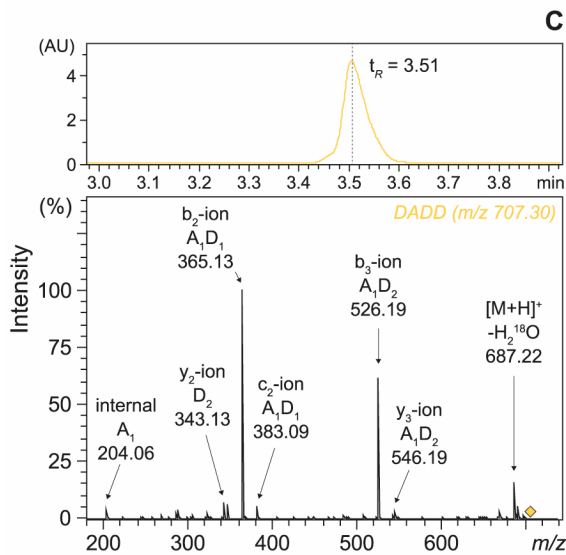 C
(AU)
t_R = 3.51
4
2
0
3.0 3.1 3.2 3.3 3.4 3.5 3.6 3.7 3.8 min
(%)
DADD (m/z 707.30)
Intensity
b₂-ion
A₁D₁
365.13
b₃-ion
A₁D₂
526.19
[M+H]⁺
-H₂¹⁸O
687.22
y₂-ion
D₂
343.13
c₂-ion
A₁D₁
383.09
internal
A₁
204.06
y₃-ion
A₁D₂
546.19
100
75
50
25
0
200 300 400 500 600 m/z